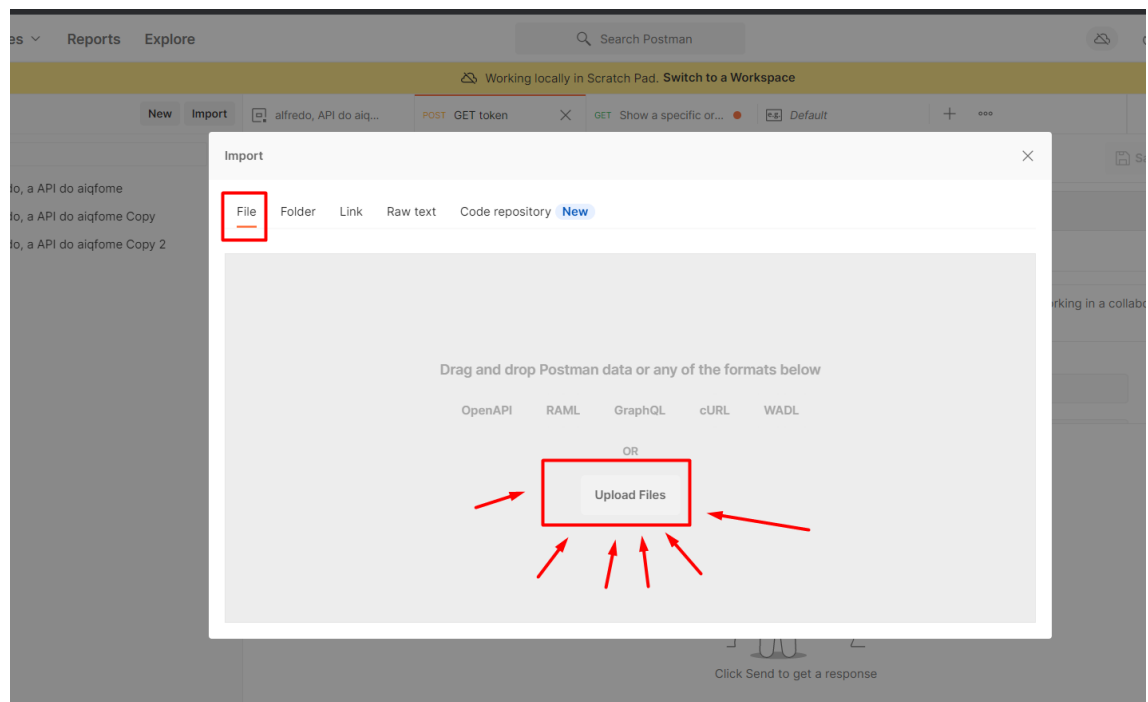 es Reports Explore Search Postman
Working locally in Scratch Pad. Switch to a Workspace
New Import alfredo, API do aiq... POST GET token GET Show a specific or... e.g. Default
Import
File Folder Link Raw text Code repository New
do, a API do aiqfome
do, a API do aiqfome Copy
do, a API do aiqfome Copy 2
Drag and drop Postman data or any of the formats below
OpenAPI RAML GraphQL cURL WADL
OR
Upload Files
Click Send to get a response